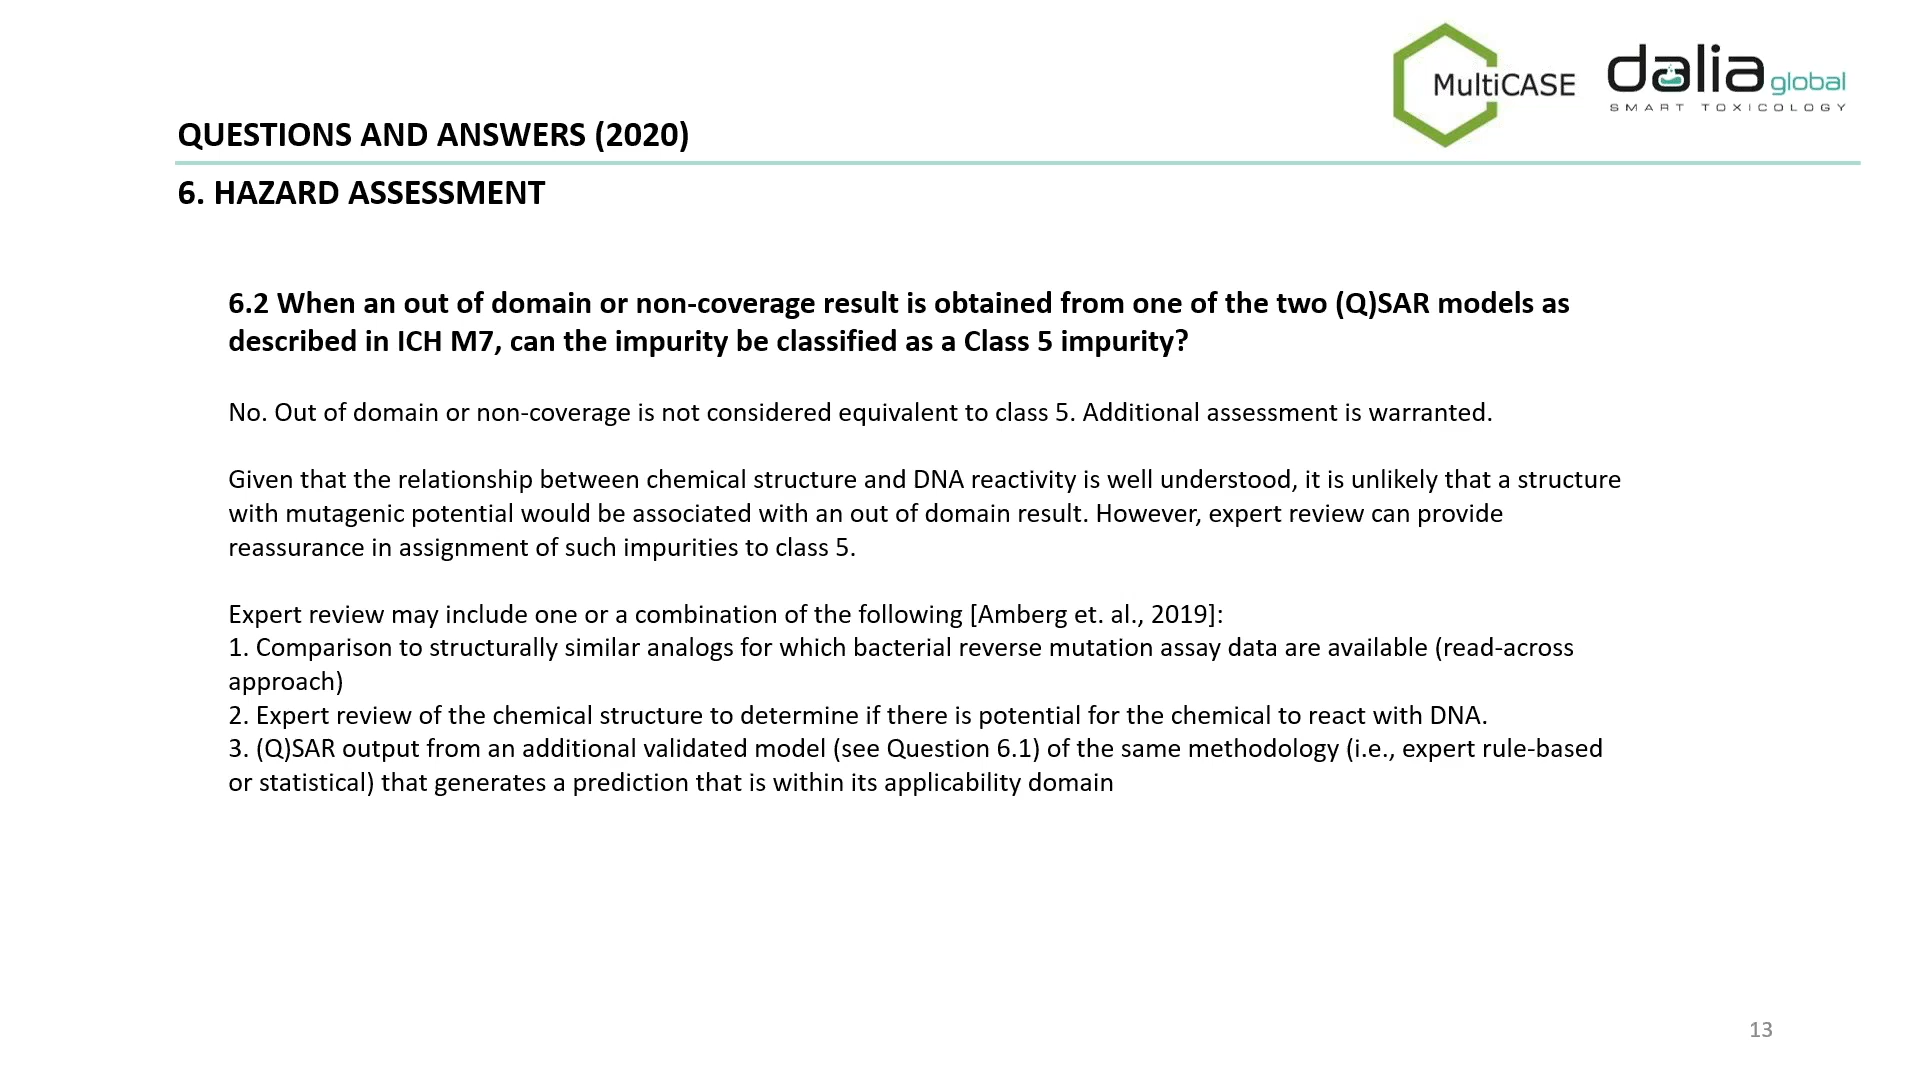 MultiCASE
dalia global
SMART TOXICOLOGY
QUESTIONS AND ANSWERS (2020)
6. HAZARD ASSESSMENT
6.2 When an out of domain or non-coverage result is obtained from one of the two (Q)SAR models as
described in ICH M7, can the impurity be classified as a Class 5 impurity?
No. Out of domain or non-coverage is not considered equivalent to class 5. Additional assessment is warranted.
Given that the relationship between chemical structure and DNA reactivity is well understood, it is unlikely that a structure
with mutagenic potential would be associated with an out of domain result. However, expert review can provide
reassurance in assignment of such impurities to class 5.
Expert review may include one or a combination of the following [Amberg et. al., 2019]:
1. Comparison to structurally similar analogs for which bacterial reverse mutation assay data are available (read-across
approach)
2. Expert review of the chemical structure to determine if there is potential for the chemical to react with DNA.
3. (Q)SAR output from an additional validated model (see Question 6.1) of the same methodology (i.e., expert rule-based
or statistical) that generates a prediction that is within its applicability domain
13